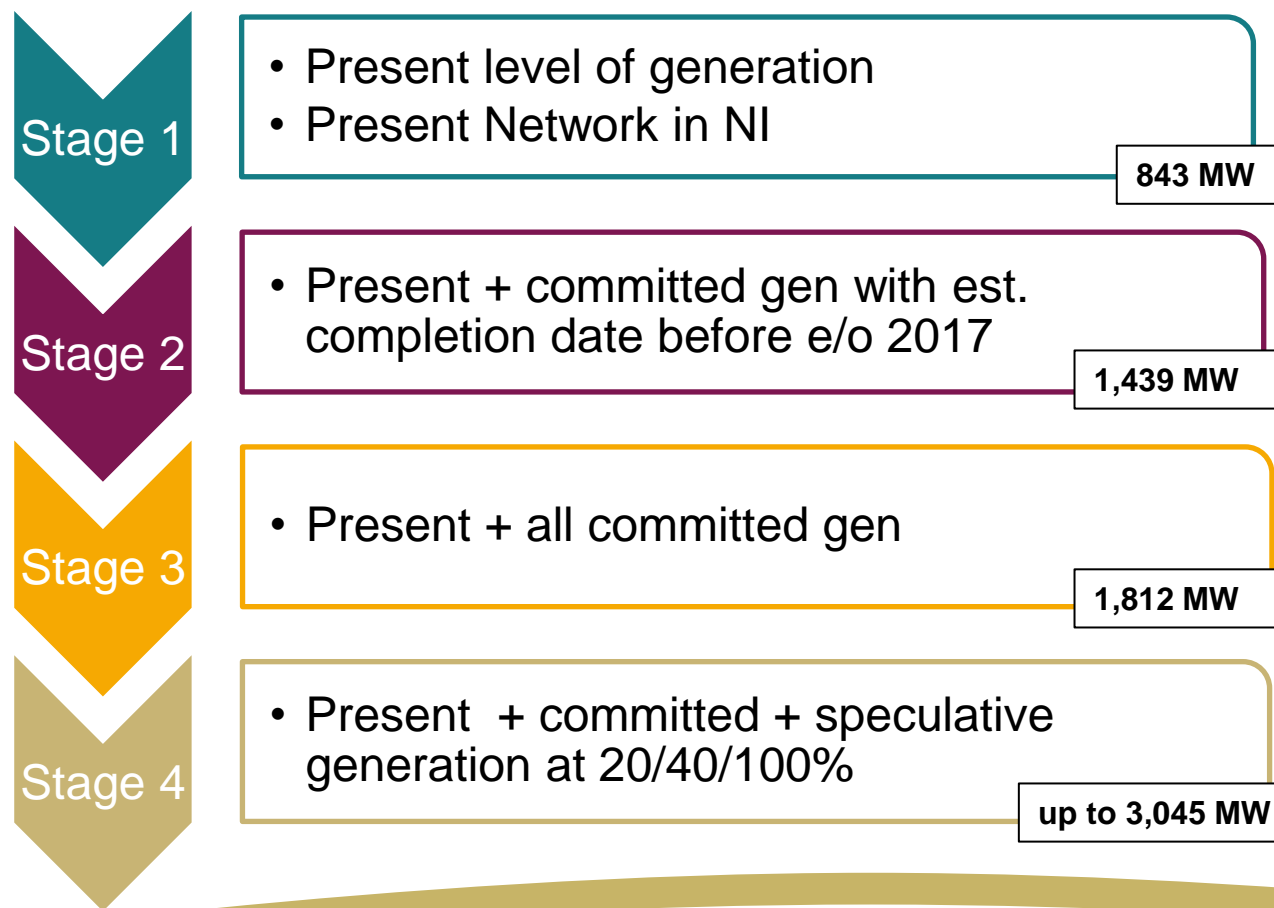 Stage 1
• Present level of generation
• Present Network in NI
843 MW
Stage 2
• Present + committed gen with est.
completion date before e/o 2017
1,439 MW
Stage 3
• Present + all committed gen
1,812 MW
Stage 4
• Present + committed + speculative
generation at 20/40/100%
up to 3,045 MW